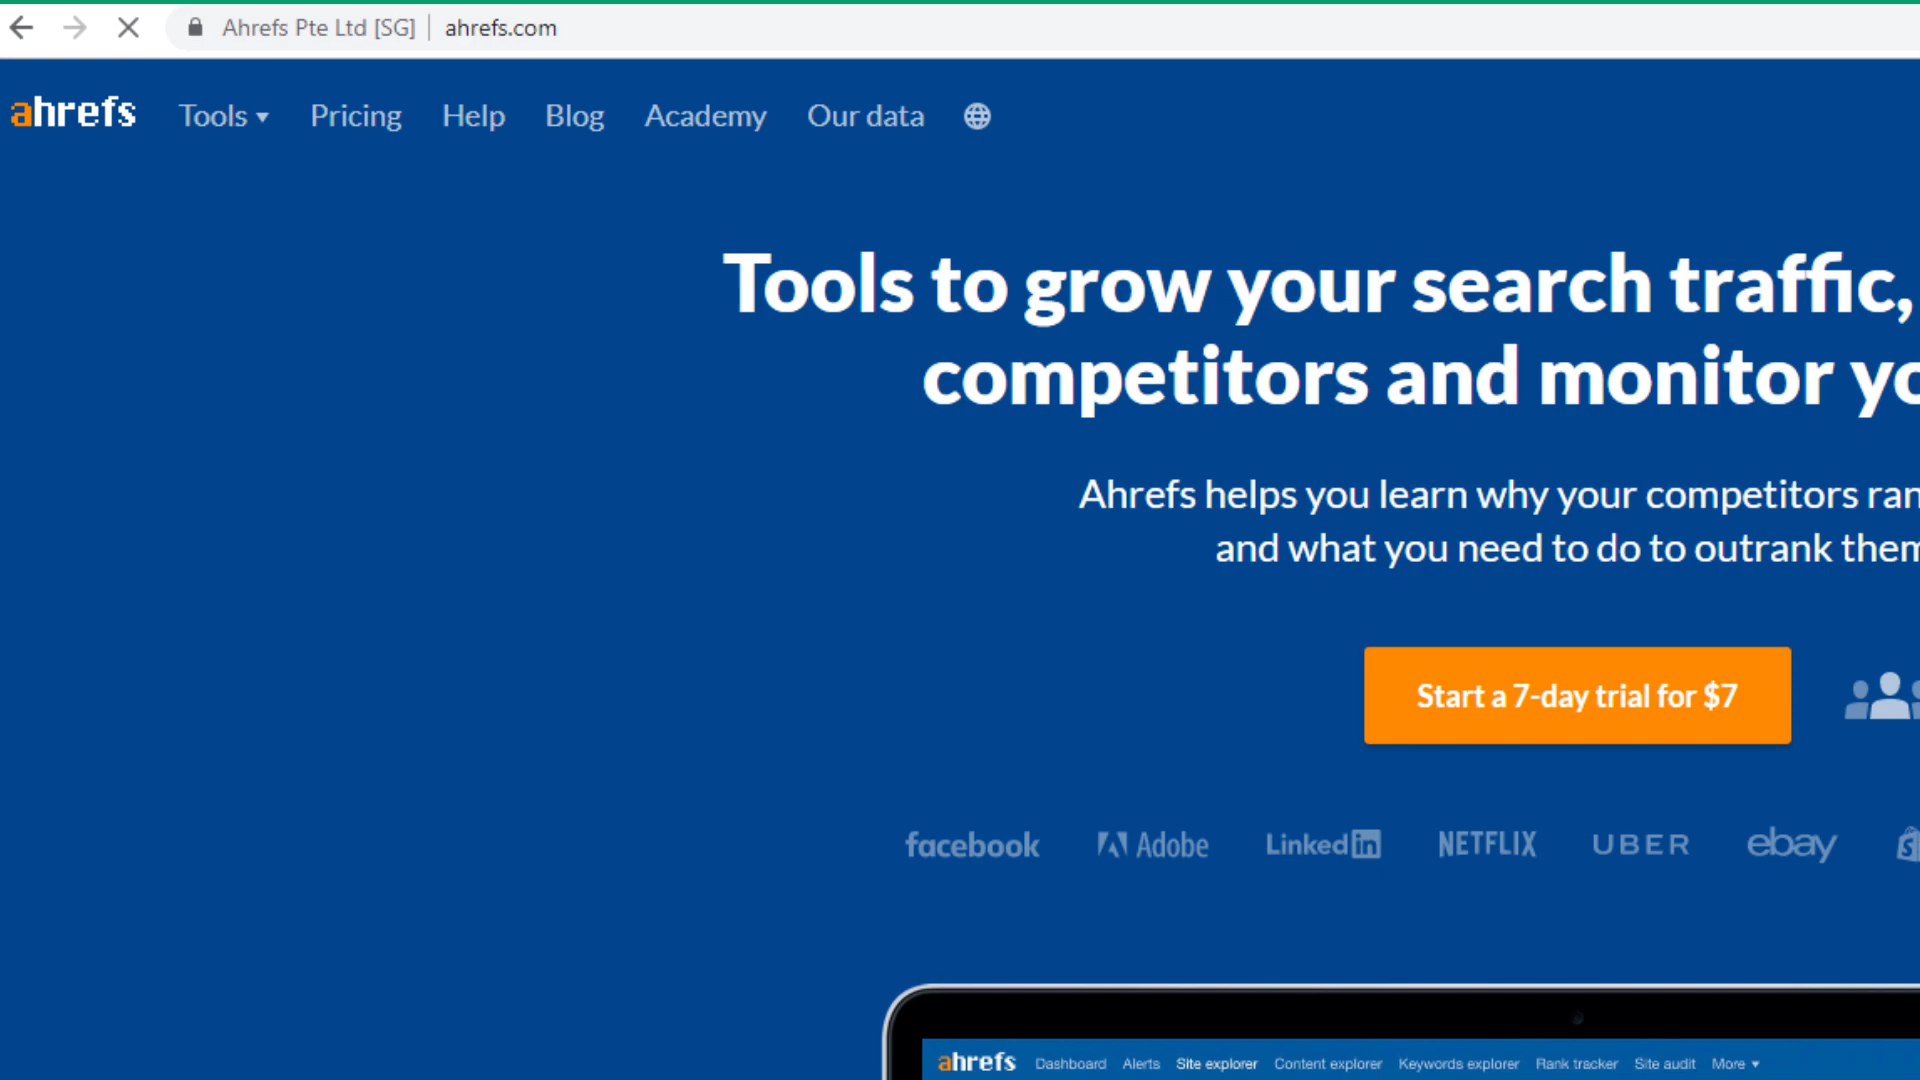 Ahrefs Pte Ltd [SG] ahrefs.com
ahrefs Tools Pricing Help Blog Academy Our data
Tools to grow your search traffic,
competitors and monitor yo
Ahrefs helps you learn why your competitors ran
and what you need to do to outrank them
Start a 7-day trial for $7
facebook Adobe Linked in NETFLIX UBER ebay
ahrefs Dashboard Alerts Site explorer Content explorer Keywords explorer Rank tracker Site audit More